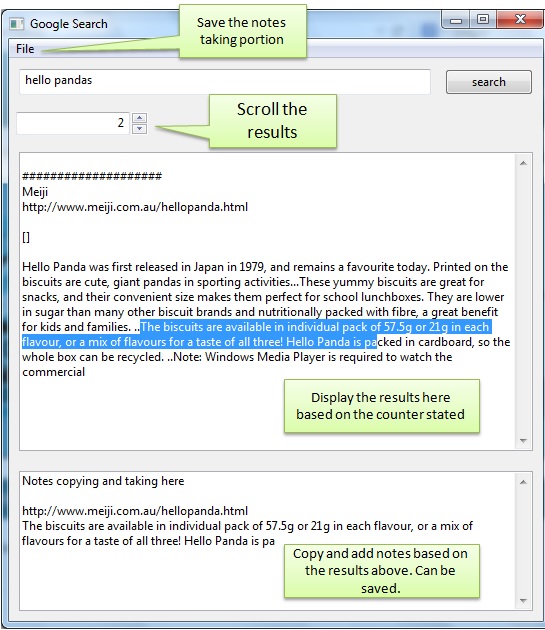 Google Search
Save the notes
taking portion
File
hello pandas
search
2
Scroll the
results
####################
Meiji
http://www.meiji.com.au/hellopanda.html
[]
Hello Panda was first released in Japan in 1979, and remains a favourite today. Printed on the
biscuits are cute, giant pandas in sporting activities...These yummy biscuits are great for
snacks, and their convenient size makes them perfect for school lunchboxes. They are lower
in sugar than many other biscuit brands and nutritionally packed with fibre, a great benefit
for kids and families. ..The biscuits are available in individual pack of 57.5g or 21g in each
flavour, or a mix of flavours for a taste of all three! Hello Panda is packed in cardboard, so the
whole box can be recycled. ..Note: Windows Media Player is required to watch the
commercial
Display the results here
based on the counter stated
Notes copying and taking here
http://www.meiji.com.au/hellopanda.html
The biscuits are available in individual pack of 57.5g or 21g in each flavour, or a mix of
flavours for a taste of all three! Hello Panda is pa
Copy and add notes based on
the results above. Can be
saved.